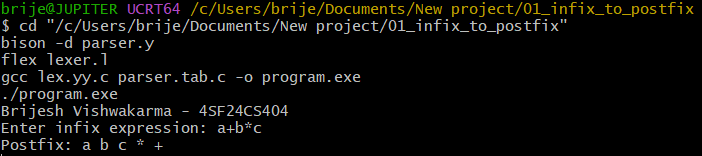 brije@JUPITER UCRT64 /c/Users/brije/Documents/New project/01_infix_to_postfix
$ cd "/c/Users/brije/Documents/New project/01_infix_to_postfix"
bison -d parser.y
flex lexer.l
gcc lex.yy.c parser.tab.c -o program.exe
./program.exe
Brijesh Vishwakarma - 4SF24CS404
Enter infix expression: a+b*c
Postfix: a b c * +